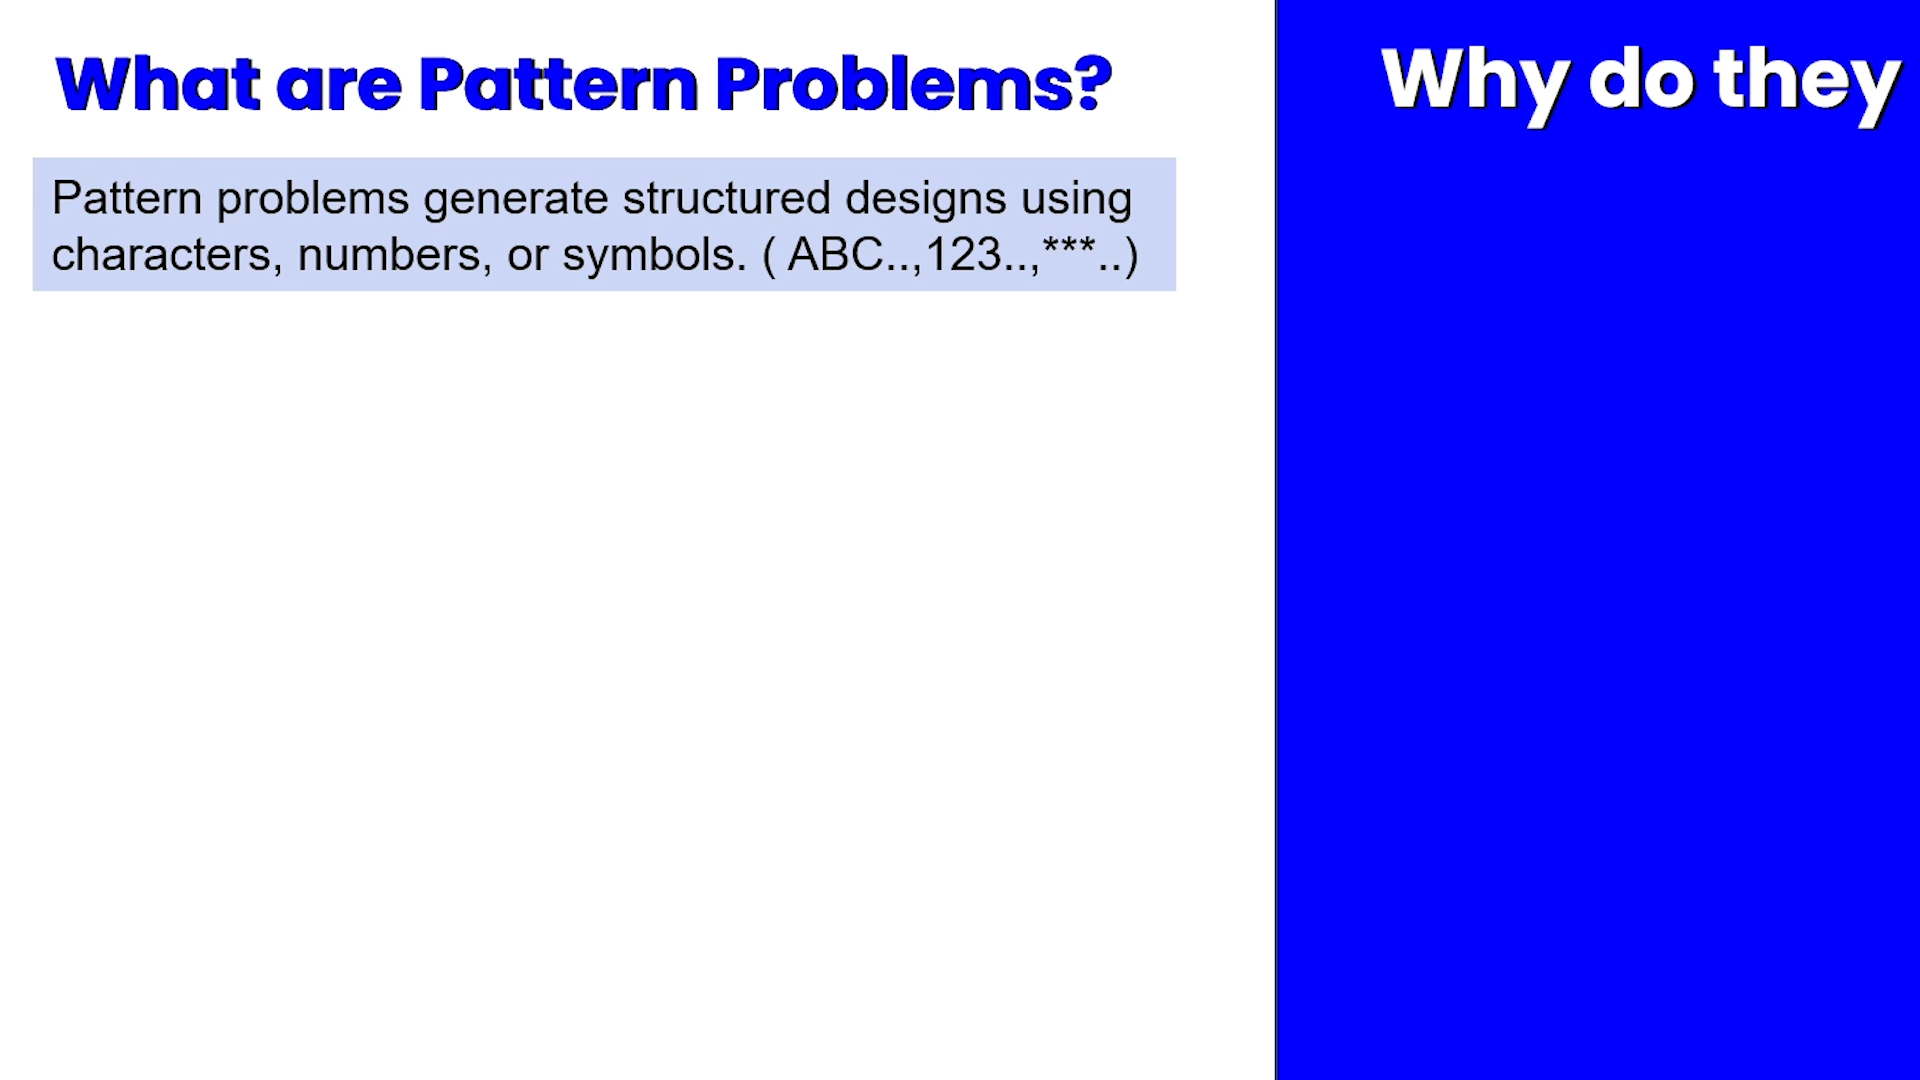 What are Pattern Problems?
Pattern problems generate structured designs using
characters, numbers, or symbols. ( ABC..,123..,***..)
Why do they